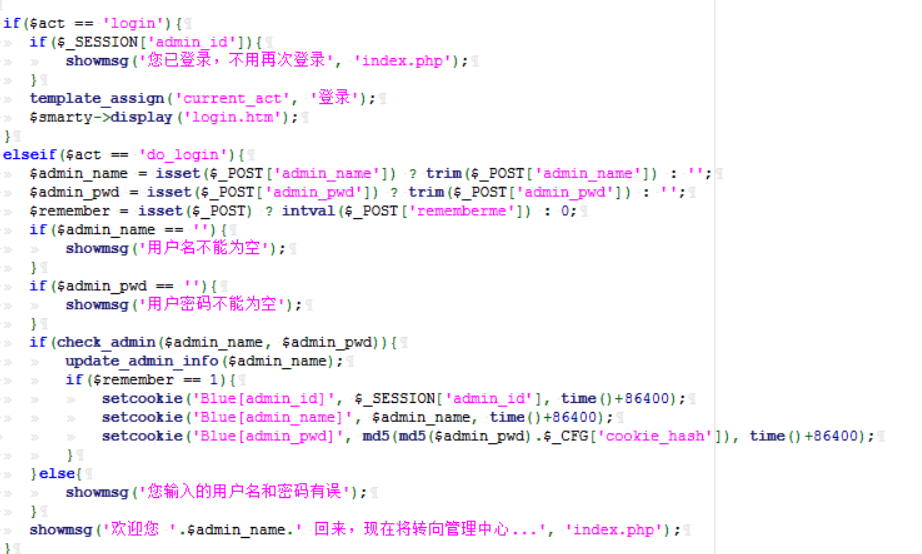 if($act == 'login'){
if($_SESSION['admin_id']){
showmsg('您已登录，不用再次登录', 'index.php');
}
template_assign('current_act', '登录');
$smarty->display('login.htm');
}
elseif($act == 'do_login'){
$admin_name = isset($_POST['admin_name']) ? trim($_POST['admin_name']) : '';
$admin_pwd = isset($_POST['admin_pwd']) ? trim($_POST['admin_pwd']) : '';
$remember = isset($_POST) ? intval($_POST['rememberme']) : 0;
if($admin_name == ''){
showmsg('用户名不能为空');
}
if($admin_pwd == ''){
showmsg('用户密码不能为空');
}
if(check_admin($admin_name, $admin_pwd)){
update_admin_info($admin_name);
if($remember == 1){
setcookie('Blue[admin_id]', $_SESSION['admin_id'], time()+86400);
setcookie('Blue[admin_name]', $admin_name, time()+86400);
setcookie('Blue[admin_pwd]', md5(md5($admin_pwd).$_CFG['cookie_hash']), time()+86400);
}
}else{
showmsg('您输入的用户名和密码有误');
}
showmsg('欢迎您 '.$admin_name.' 回来，现在将转向管理中心...', 'index.php');
}